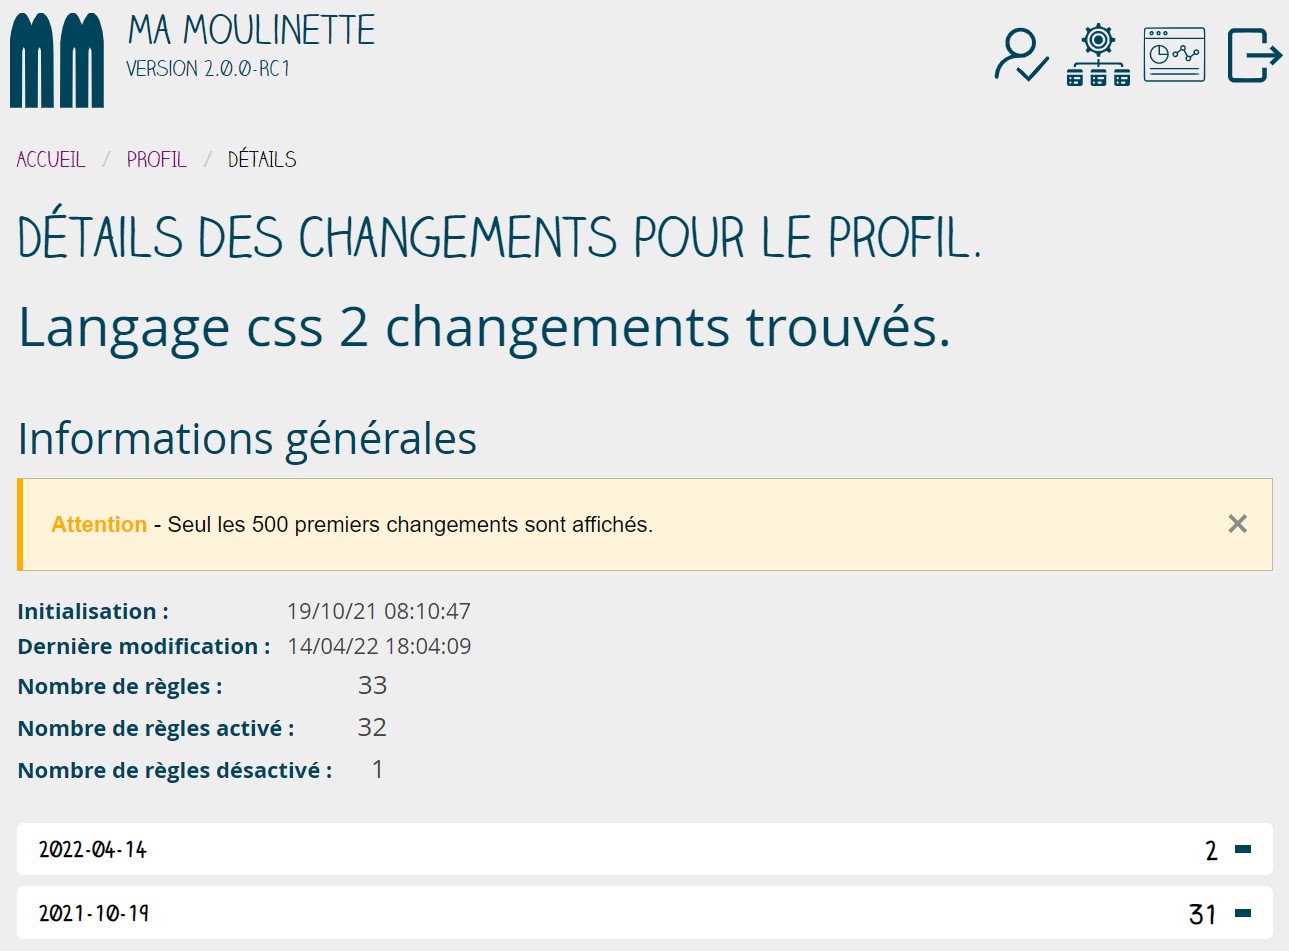 MA MOULINETTE
VERSION 2.0.0-RC1
ACCUEIL / PROFIL / DÉTAILS
DÉTAILS DES CHANGEMENTS POUR LE PROFIL.
Langage css 2 changements trouvés.
Informations générales
Attention - Seul les 500 premiers changements sont affichés.
Initialisation : 19/10/21 08:10:47
Dernière modification : 14/04/22 18:04:09
Nombre de règles : 33
Nombre de règles activé : 32
Nombre de règles désactivé : 1
2022-04-14 2
2021-10-19 31